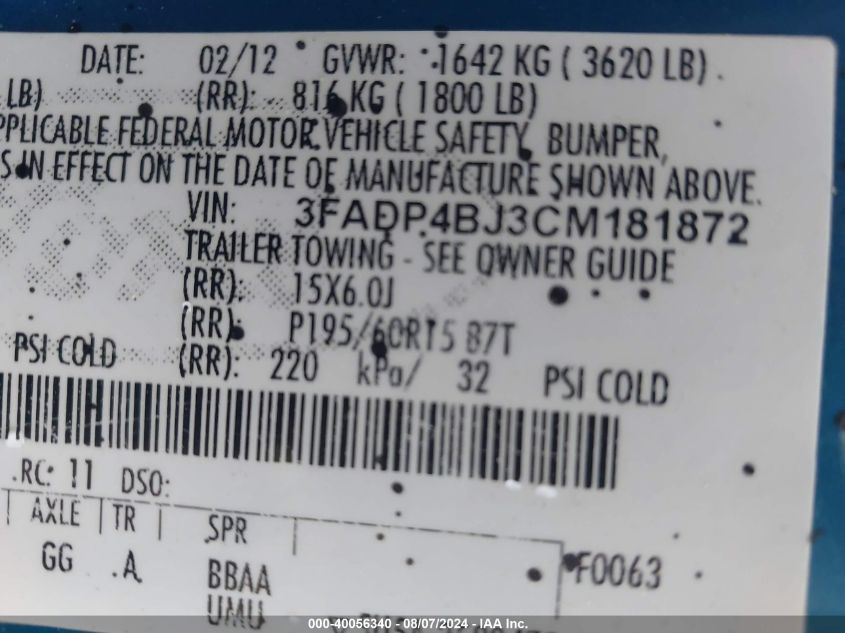 DATE: 02/12 GVWR: 1642 KG ( 3620 LB)
LB) (RR): 816 KG ( 1800 LB)
APPLICABLE FEDERAL MOTOR VEHICLE SAFETY, BUMPER,
S IN EFFECT ON THE DATE OF MANUFACTURE SHOWN ABOVE.
VIN: 3FADP4BJ3CM181872
TRAILER TOWING - SEE OWNER GUIDE
(RR): 15X6.0J
(RR): P195/60R15 87T
PSI COLD (RR): 220 kPa/ 32 PSI COLD
RC: 11 DSO:
AXLE | TR | SPR
GG A BBAA F0063
UMU
000-40056340 - 08/07/2024 - IAA Inc.